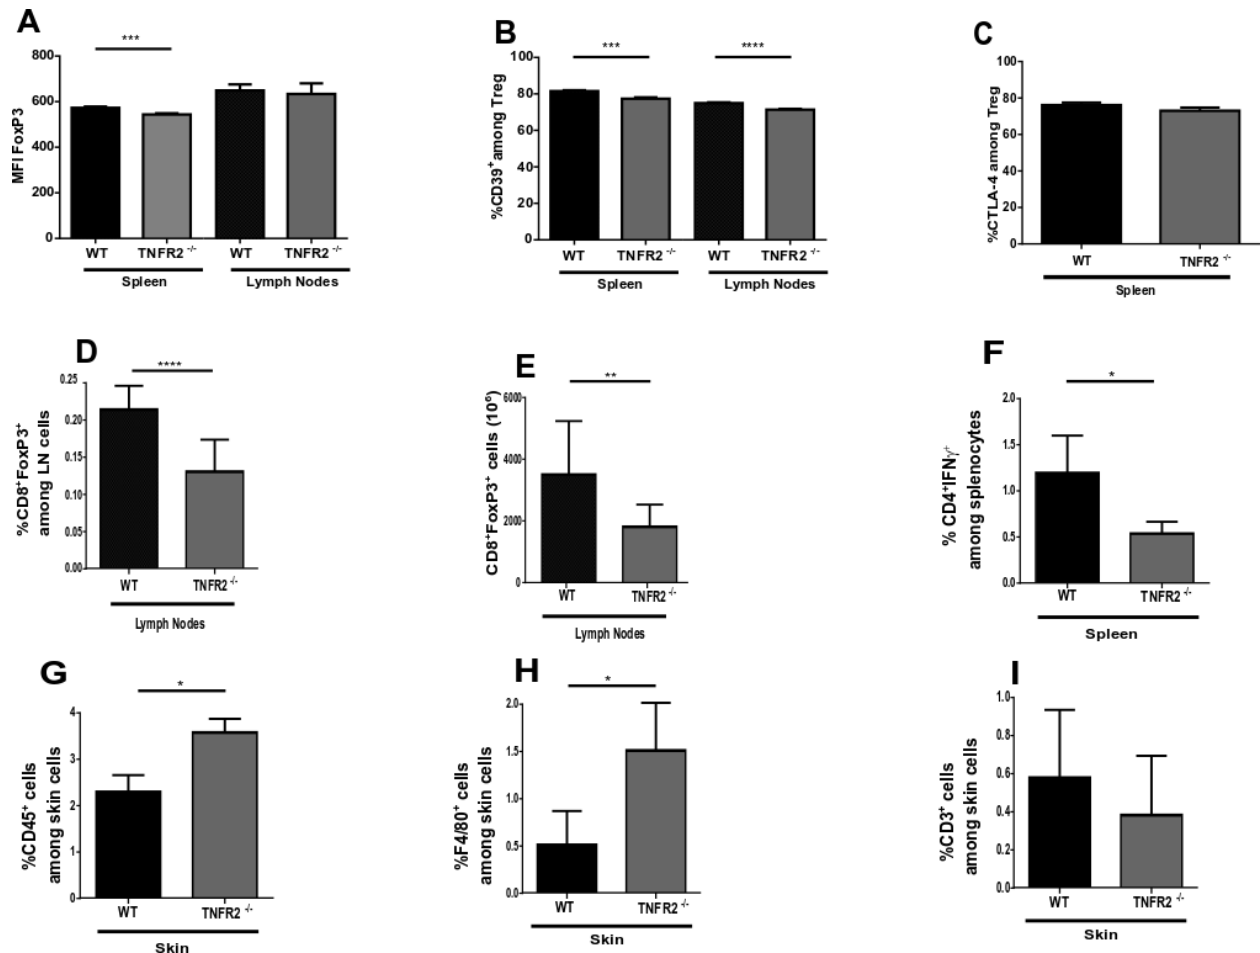 A
***
MFI FoxP3
800
600
400
200
0
WT
TNFR2 -/-
WT
TNFR2 -/-
Spleen
Lymph Nodes
B
***
****
%CD39+among Treg
100
80
60
40
20
0
WT
TNFR2 -/-
WT
TNFR2 -/-
Spleen
Lymph Nodes
C
%CTLA-4 among Treg
100
80
60
40
20
0
WT
TNFR2 -/-
Spleen
D
****
%CD8+FoxP3+
among LN cells
0.25
0.20
0.15
0.10
0.05
0.00
WT
TNFR2 -/-
Lymph Nodes
E
**
CD8+FoxP3+ cells
6000
4000
2000
0
WT
TNFR2 -/-
Lymph Nodes
F
*
% CD4+IFNγ+
among splenocytes
2.0
1.5
1.0
0.5
0.0
WT
TNFR2 -/-
Spleen
G
*
%CD45+ cells
among skin cells
4
3
2
1
0
WT
TNFR2 -/-
Skin
H
*
%F4/80+ cells
among skin cells
2.0
1.5
1.0
0.5
0.0
WT
TNFR2 -/-
Skin
I
%CD3+ cells
among skin cells
1.0
0.8
0.6
0.4
0.2
0.0
WT
TNFR2 -/-
Skin